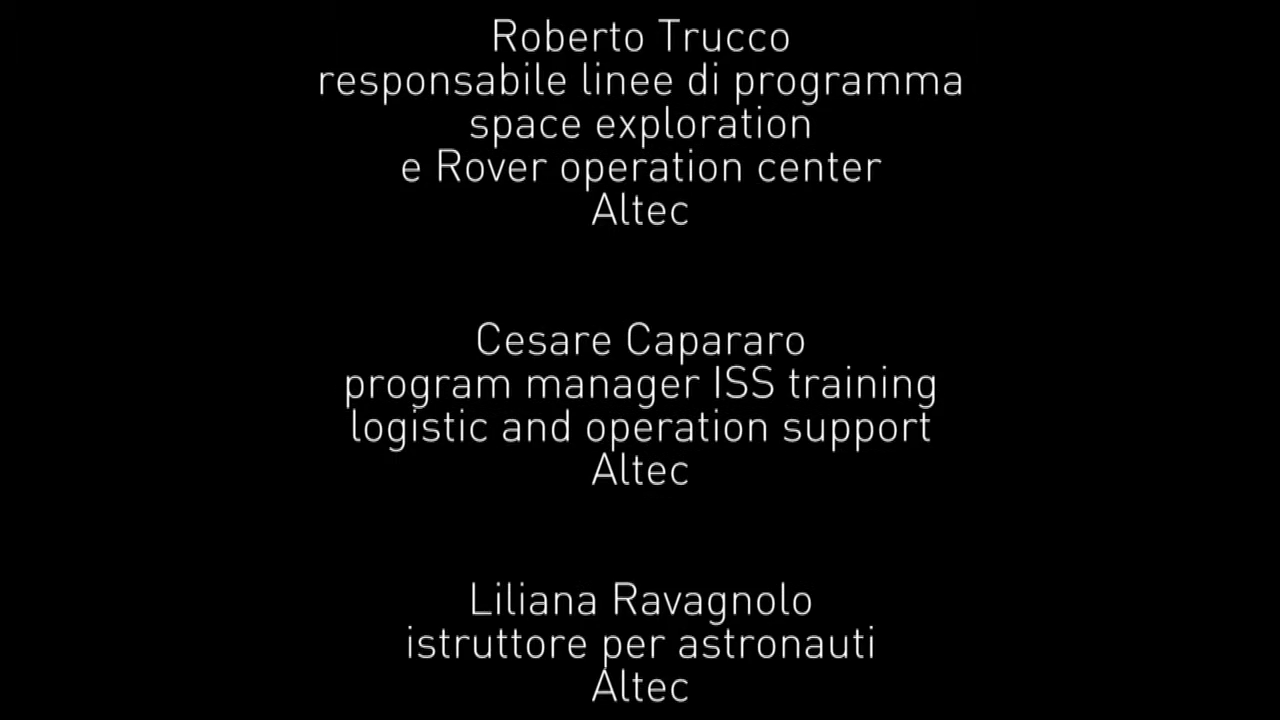 Roberto Trucco
responsabile linee di programma
space exploration
e Rover operation center
Altec
Cesare Capararo
program manager ISS training
logistic and operation support
Altec
Liliana Ravagnolo
istruttore per astronauti
Altec